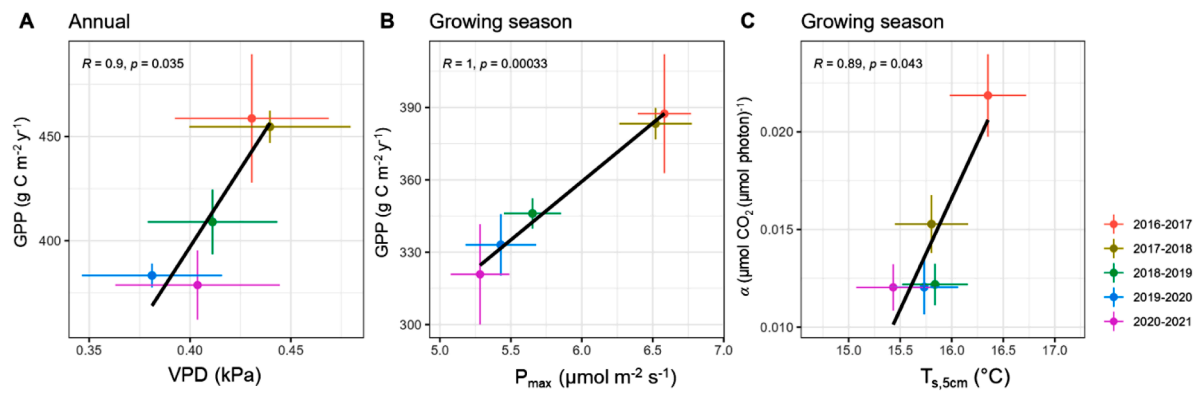 A Annual
R = 0.9, p = 0.035
GPP (g C m⁻² y⁻¹)
450
400
0.35 0.40 0.45
VPD (kPa)
B Growing season
R = 1, p = 0.00033
GPP (g C m⁻² y⁻¹)
390
360
330
300
5.0 5.5 6.0 6.5 7.0
Pmax (μmol m⁻² s⁻¹)
C Growing season
R = 0.89, p = 0.043
α (μmol CO₂ (μmol photon)⁻¹)
0.020
0.015
0.010
15.0 15.5 16.0 16.5 17.0
Ts,5cm (°C)
2016-2017
2017-2018
2018-2019
2019-2020
2020-2021